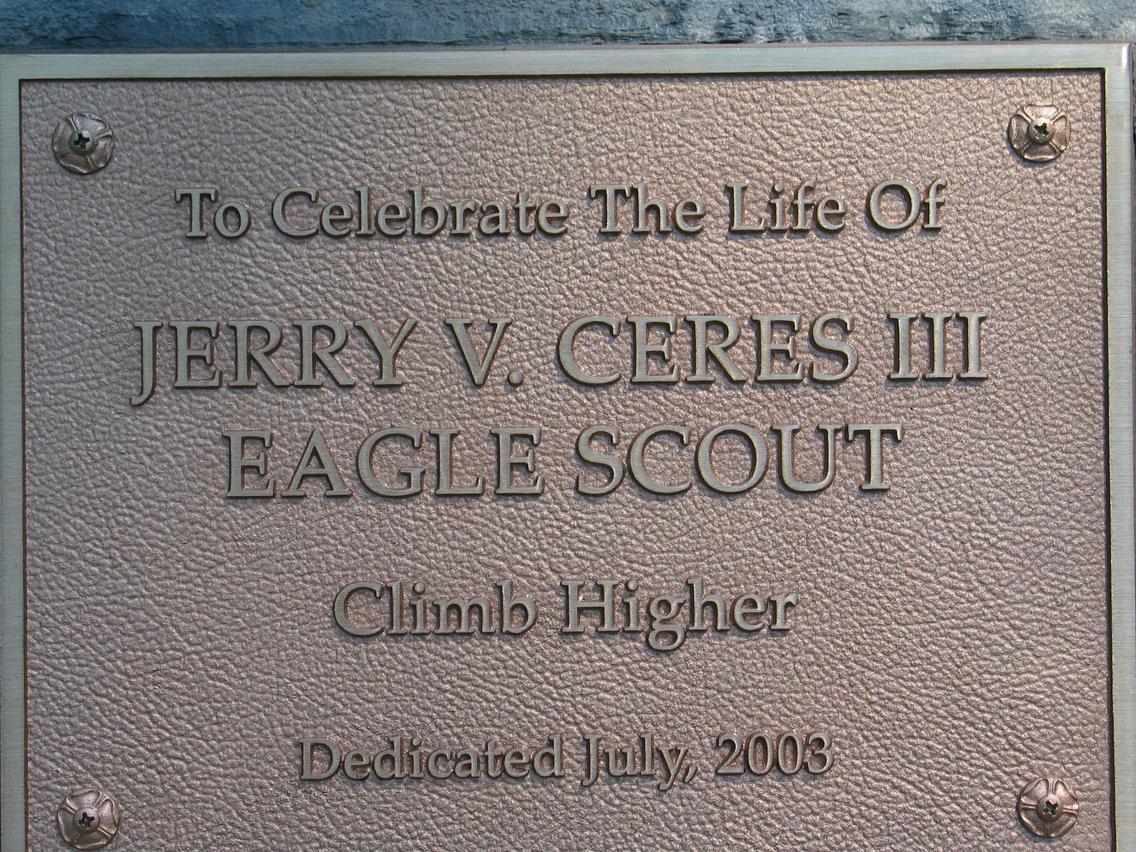 To Celebrate The Life Of
JERRY V. CERES III
EAGLE SCOUT
Climb Higher
Dedicated July, 2003